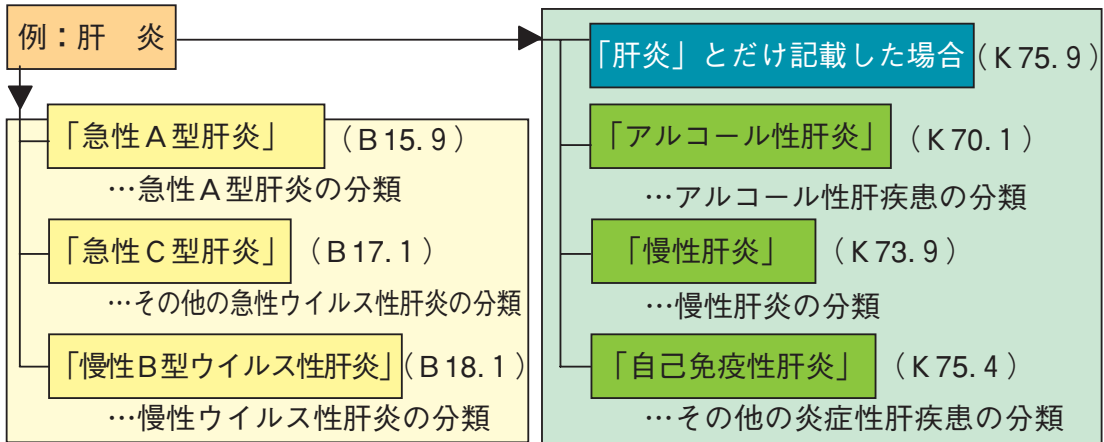 例：肝　炎
「急性Ａ型肝炎」（Ｂ15.９）
…急性Ａ型肝炎の分類
「急性Ｃ型肝炎」（Ｂ17.１）
…その他の急性ウイルス性肝炎の分類
「慢性Ｂ型ウイルス性肝炎」（Ｂ18.１）
…慢性ウイルス性肝炎の分類
「肝炎」とだけ記載した場合（Ｋ75.９）
「アルコール性肝炎」（Ｋ70.１）
…アルコール性肝疾患の分類
「慢性肝炎」（Ｋ73.９）
…慢性肝炎の分類
「自己免疫性肝炎」（Ｋ75.４）
…その他の炎症性肝疾患の分類